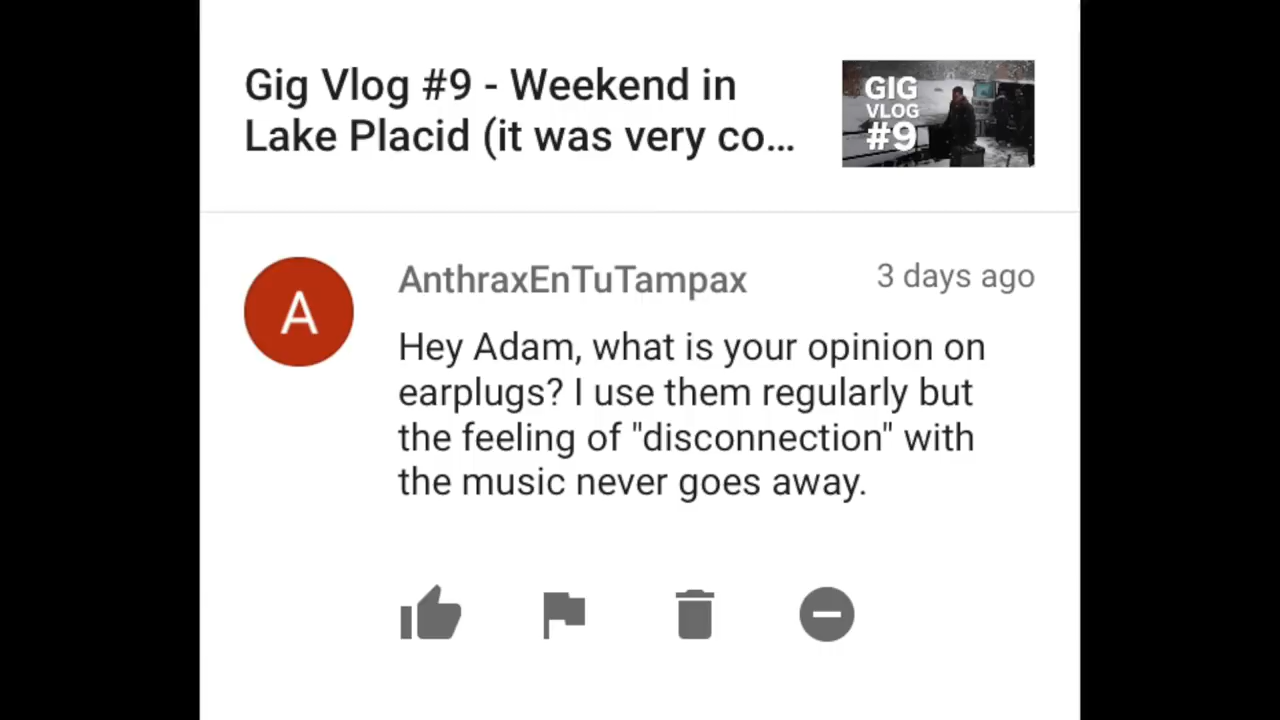 Gig Vlog #9 - Weekend in
Lake Placid (it was very co...
GIG
VLOG
#9
A
AnthraxEnTuTampax
3 days ago
Hey Adam, what is your opinion on
earplugs? I use them regularly but
the feeling of "disconnection" with
the music never goes away.